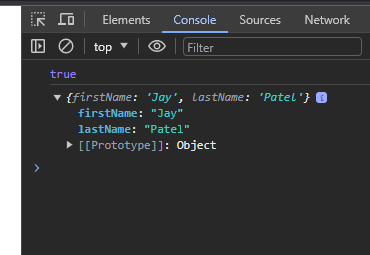 Elements Console Sources Network
top Filter
true
{firstName: 'Jay', lastName: 'Patel'} i
firstName: "Jay"
lastName: "Patel"
[[Prototype]]: Object